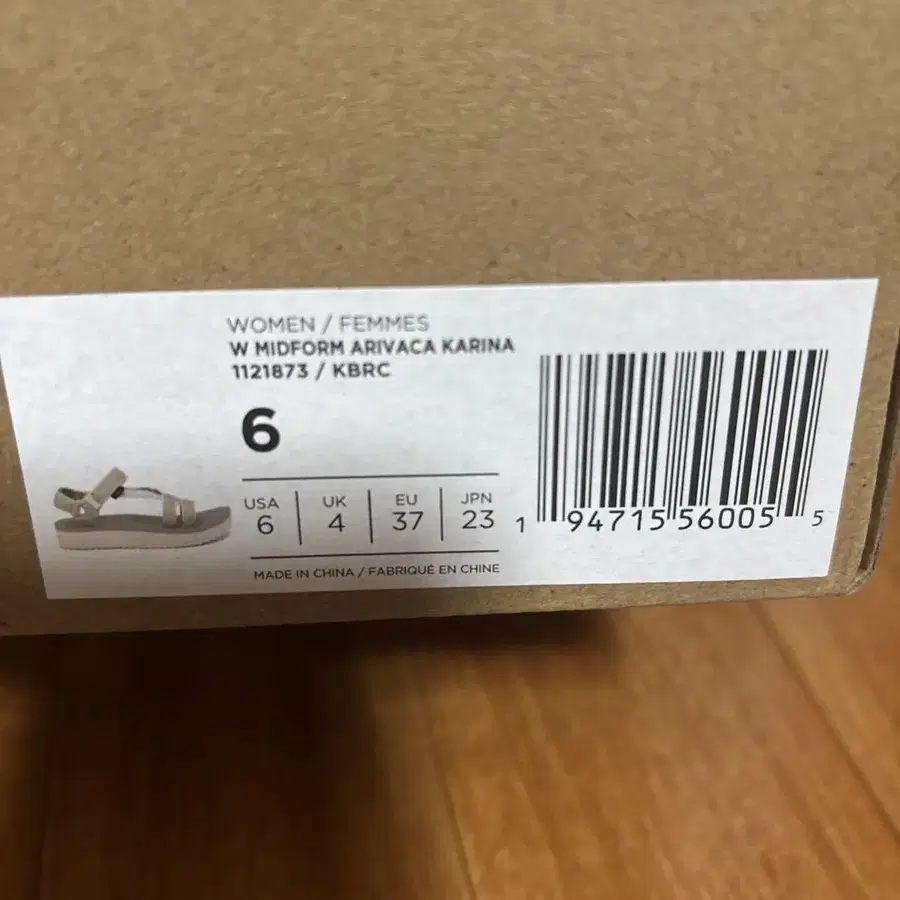 WOMEN / FEMMES
W MIDFORM ARIVACA KARINA
1121873 / KBRC
6
USA UK EU JPN
6 4 37 23
MADE IN CHINA / FABRIQUÉ EN CHINE
1 94715 56005 5